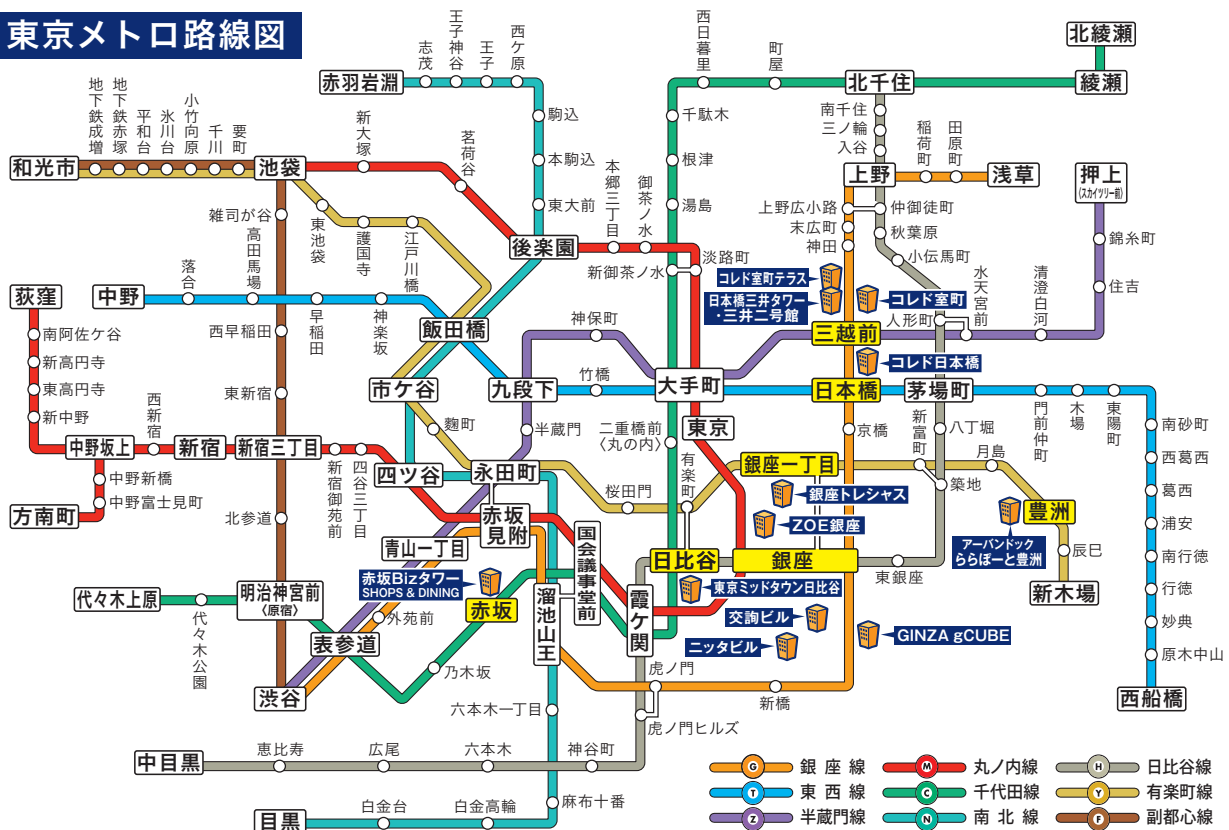 東京メトロ路線図
北綾瀬
綾瀬
北千住
町屋
西日暮里
千駄木
根津
湯島
新御茶ノ水
赤羽岩淵
志茂
王子神谷
王子
西ケ原
駒込
本駒込
東大前
後楽園
和光市
地下鉄成増
地下鉄赤塚
平和台
氷川台
小竹向原
千川
要町
池袋
新大塚
茗荷谷
本郷三丁目
御茶ノ水
淡路町
雑司が谷
高田馬場
東池袋
護国寺
江戸川橋
南千住
三ノ輪
入谷
上野
稲荷町
田原町
浅草
押上
〈スカイツリー前〉
錦糸町
住吉
上野広小路
仲御徒町
末広町
秋葉原
神田
小伝馬町
コレド室町テラス
日本橋三井タワー
・三井二号館
コレド室町
人形町
水天宮前
清澄白河
三越前
コレド日本橋
荻窪
南阿佐ケ谷
新高円寺
東高円寺
新中野
中野
落合
早稲田
神楽坂
飯田橋
西早稲田
東新宿
市ケ谷
九段下
神保町
竹橋
大手町
日本橋
茅場町
門前仲町
木場
東陽町
南砂町
西葛西
葛西
浦安
南行徳
行徳
妙典
原木中山
西船橋
中野坂上
西新宿
新宿
新宿三丁目
新宿御苑前
四谷三丁目
四ツ谷
麹町
半蔵門
永田町
二重橋前
〈丸の内〉
東京
京橋
八丁堀
新富町
月島
築地
中野新橋
中野富士見町
方南町
北参道
青山一丁目
赤坂
見附
桜田門
有楽町
銀座一丁目
銀座トレシャス
ZOE銀座
豊洲
アーバンドック
ららぽーと豊洲
辰巳
新木場
国会議事堂前
日比谷
銀座
東銀座
赤坂Bizタワー
SHOPS & DINING
赤坂
溜池山王
霞ケ関
東京ミッドタウン日比谷
交詢ビル
ニッタビル
GINZA gCUBE
代々木上原
代々木公園
明治神宮前
〈原宿〉
表参道
外苑前
乃木坂
渋谷
虎ノ門
新橋
虎ノ門ヒルズ
六本木一丁目
中目黒
恵比寿
広尾
六本木
神谷町
麻布十番
目黒
白金台
白金高輪
G 銀座線
M 丸ノ内線
H 日比谷線
T 東西線
C 千代田線
Y 有楽町線
Z 半蔵門線
N 南北線
F 副都心線